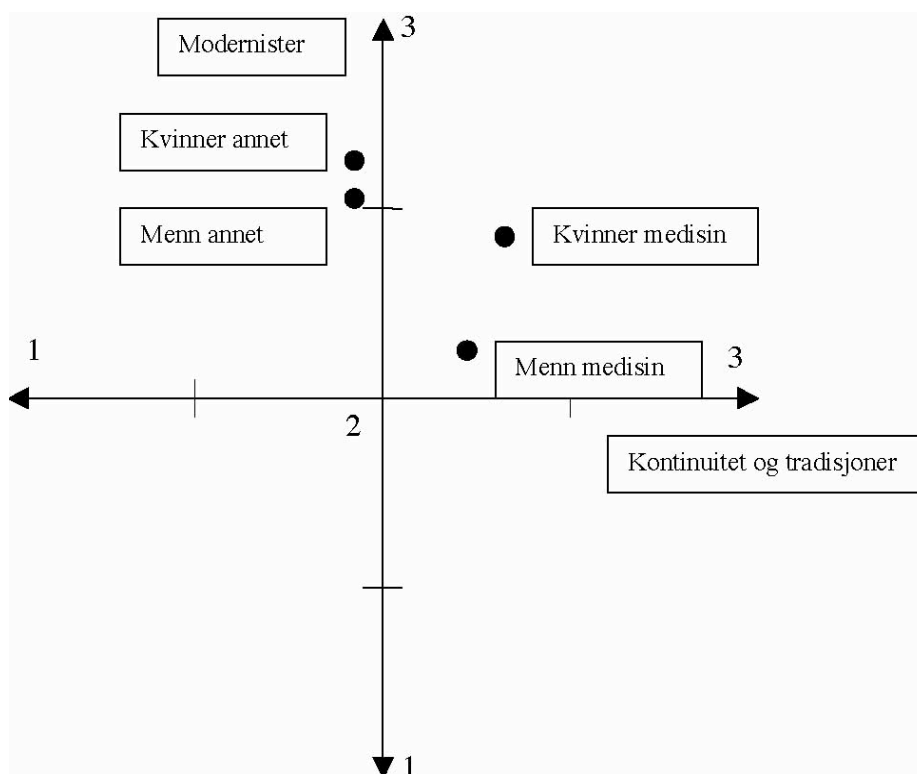 3
Modernister
Kvinner annet
Menn annet
Kvinner medisin
1
3
Menn medisin
2
Kontinuitet og tradisjoner
1